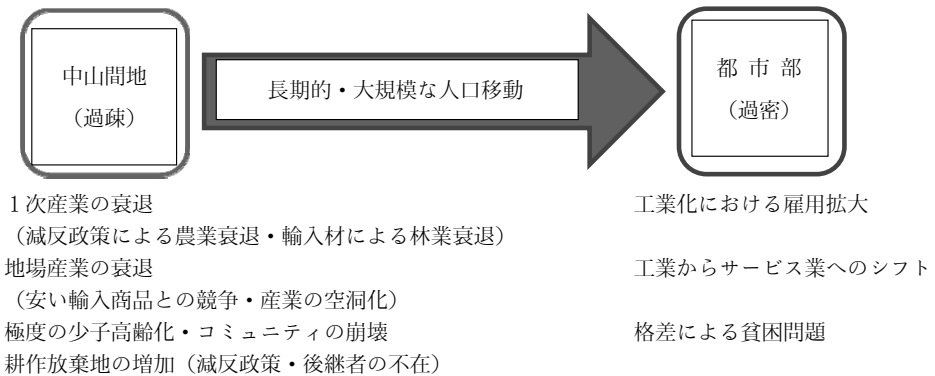 中山間地
（過疎）
長期的・大規模な人口移動
都 市 部
（過密）
１次産業の衰退
（減反政策による農業衰退・輸入材による林業衰退）
地場産業の衰退
（安い輸入商品との競争・産業の空洞化）
極度の少子高齢化・コミュニティの崩壊
耕作放棄地の増加（減反政策・後継者の不在）
工業化における雇用拡大
工業からサービス業へのシフト
格差による貧困問題